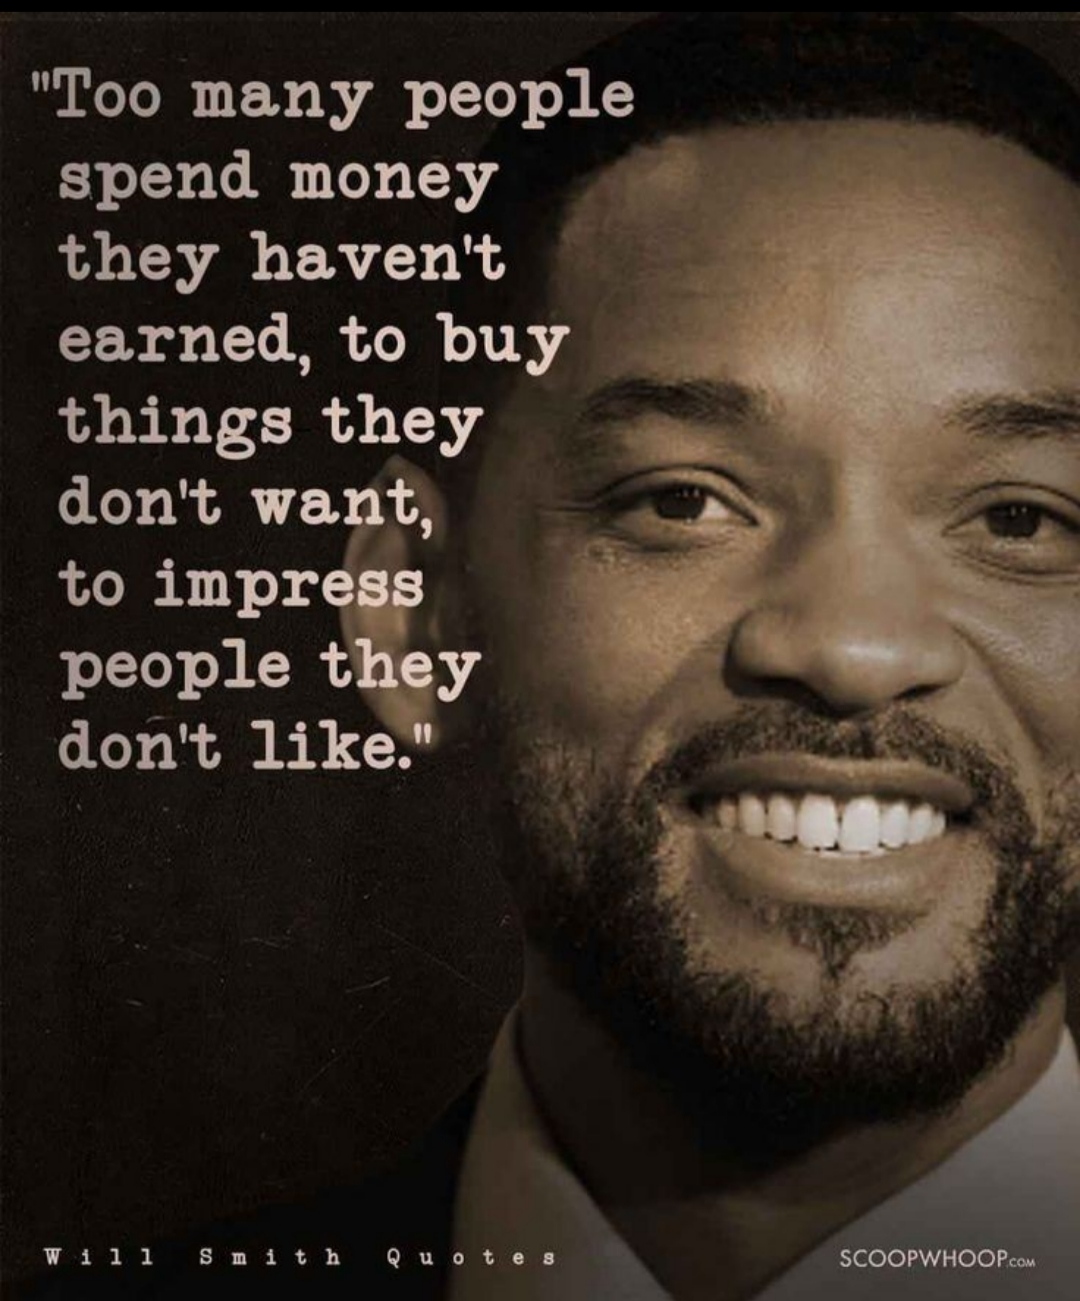 "Too many people
spend money
they haven't
earned, to buy
things they
don't want,
to impress
people they
don't like."
Will Smith Quotes
SCOOPWHOOP.COM